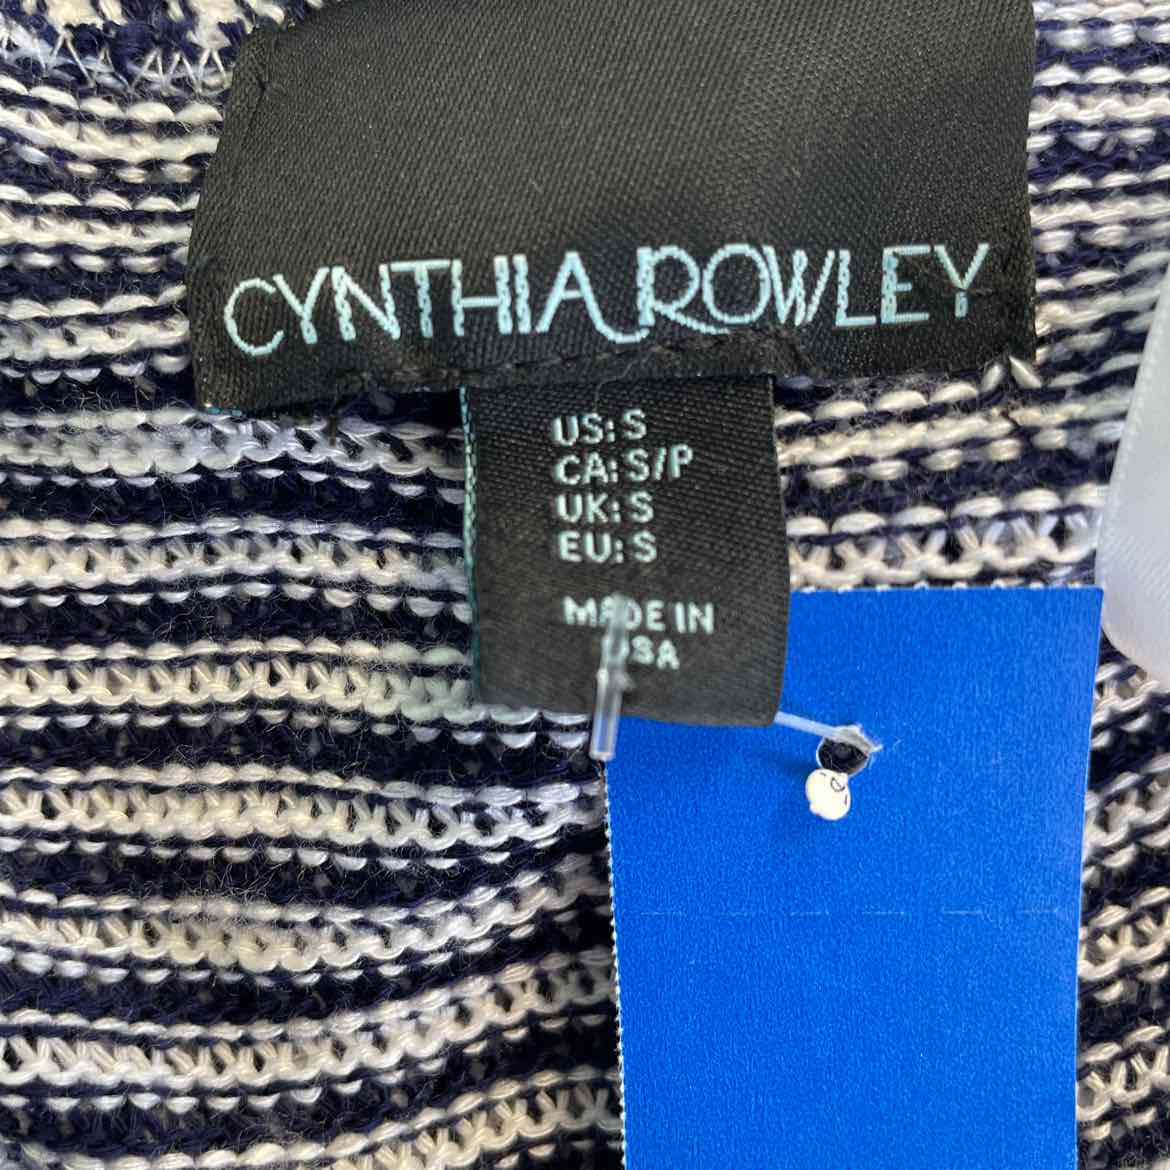 CYNTHIA ROWLEY
US: S
CA: S/P
UK: S
EU: S
MADE IN
USA